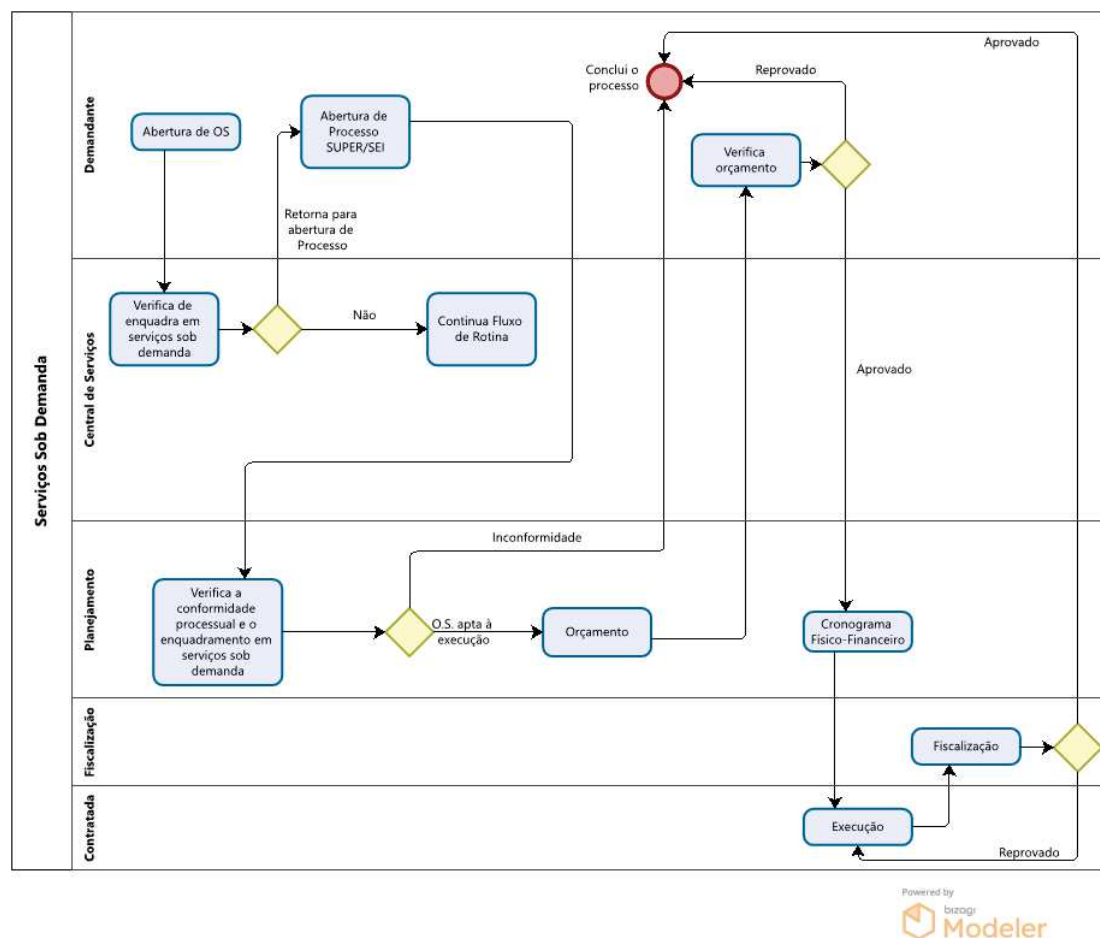 Serviços Sob Demanda
Demandante
Abertura de OS
Abertura de
Processo
SUPER/SEI
Retorna para
abertura de
Processo
Conclui o
processo
Aprovado
Reprovado
Verifica
orçamento
Central de Serviços
Verifica de
enquadra em
serviços sob
demanda
Não
Continua Fluxo
de Rotina
Aprovado
Planejamento
Verifica a
conformidade
processual e o
enquadramento em
serviços sob
demanda
Inconformidade
O.S. apta à
execução
Orçamento
Cronograma
Físico-Financeiro
Fiscalização
Fiscalização
Contratada
Execução
Reprovado
Powered by
bizagi
Modeler